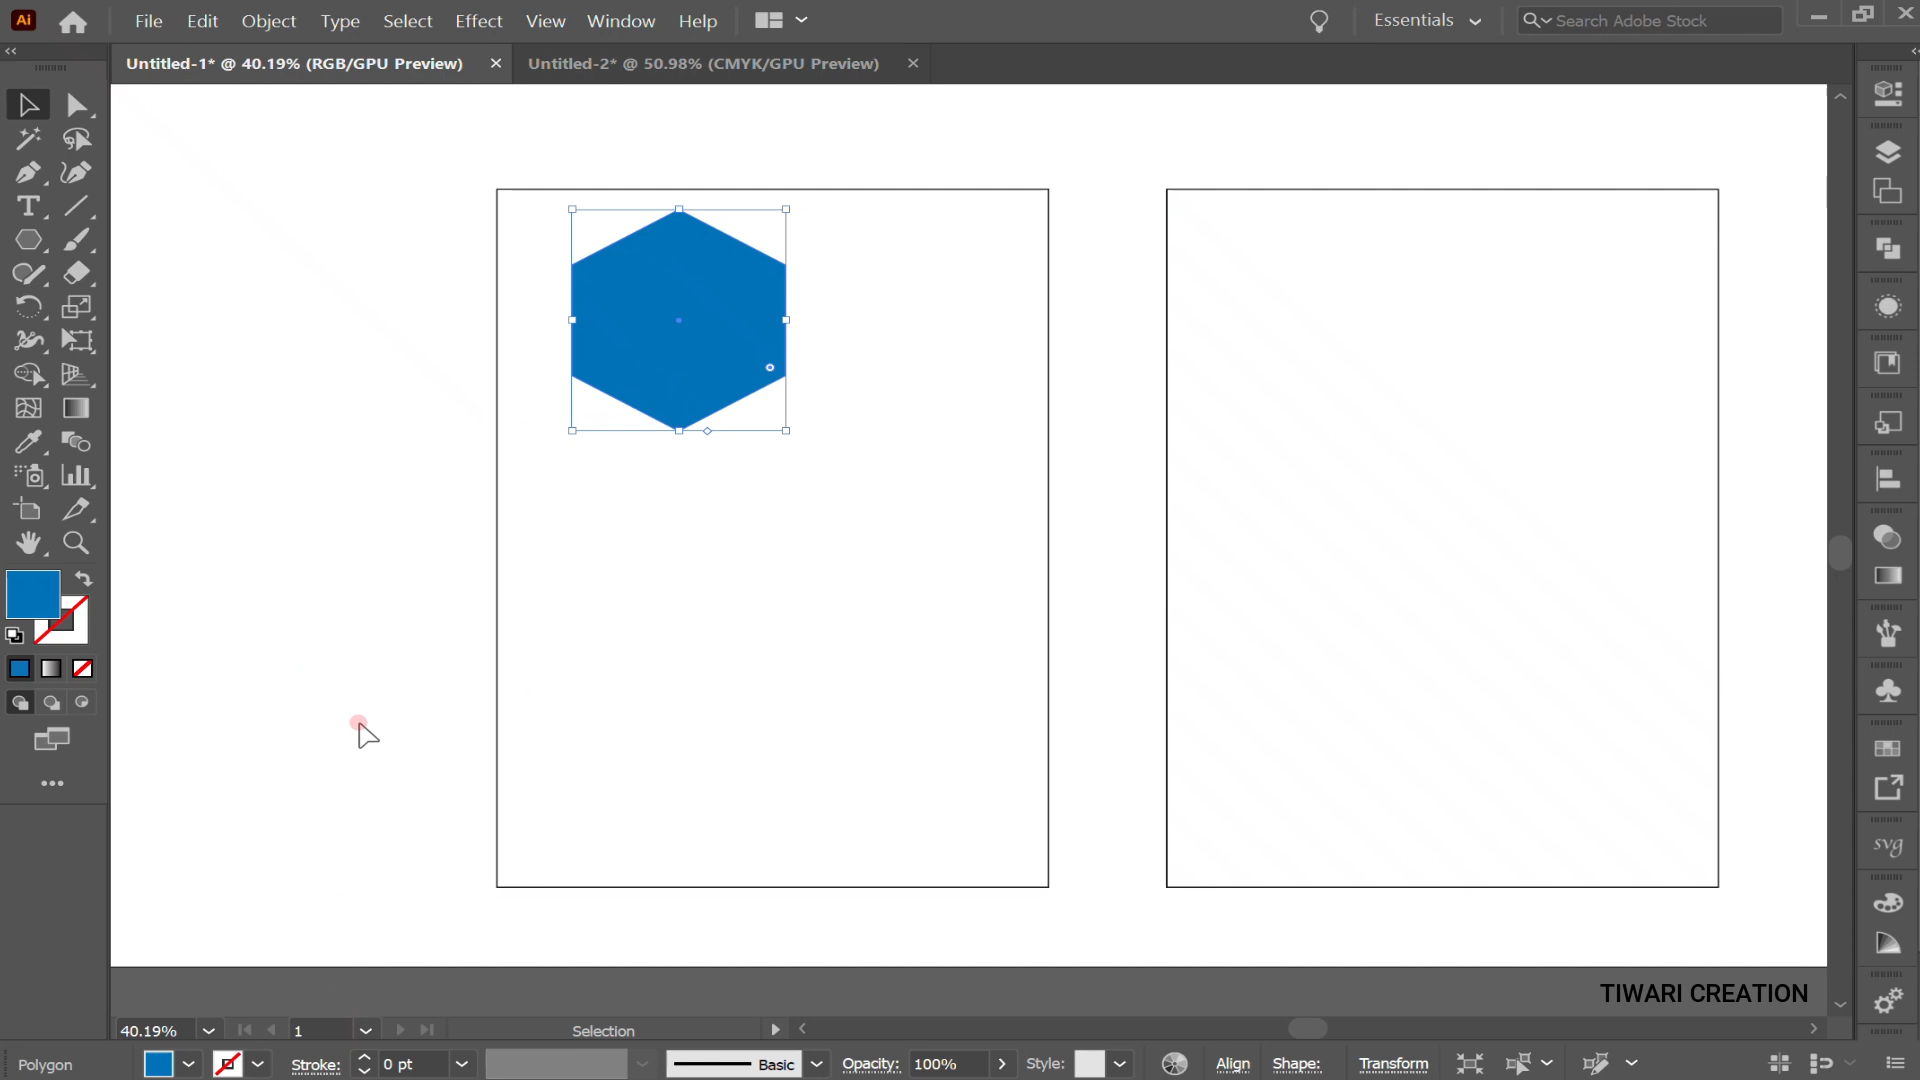 Ai File Edit Object Type Select Effect View Window Help Essentials Search Adobe Stock
Untitled-1* @ 40.19% (RGB/GPU Preview) Untitled-2* @ 50.98% (CMYK/GPU Preview)
svg
TIWARI CREATION
40.19% 1 Selection
Polygon Stroke: 0 pt Basic Opacity: 100% Style: Align Shape: Transform